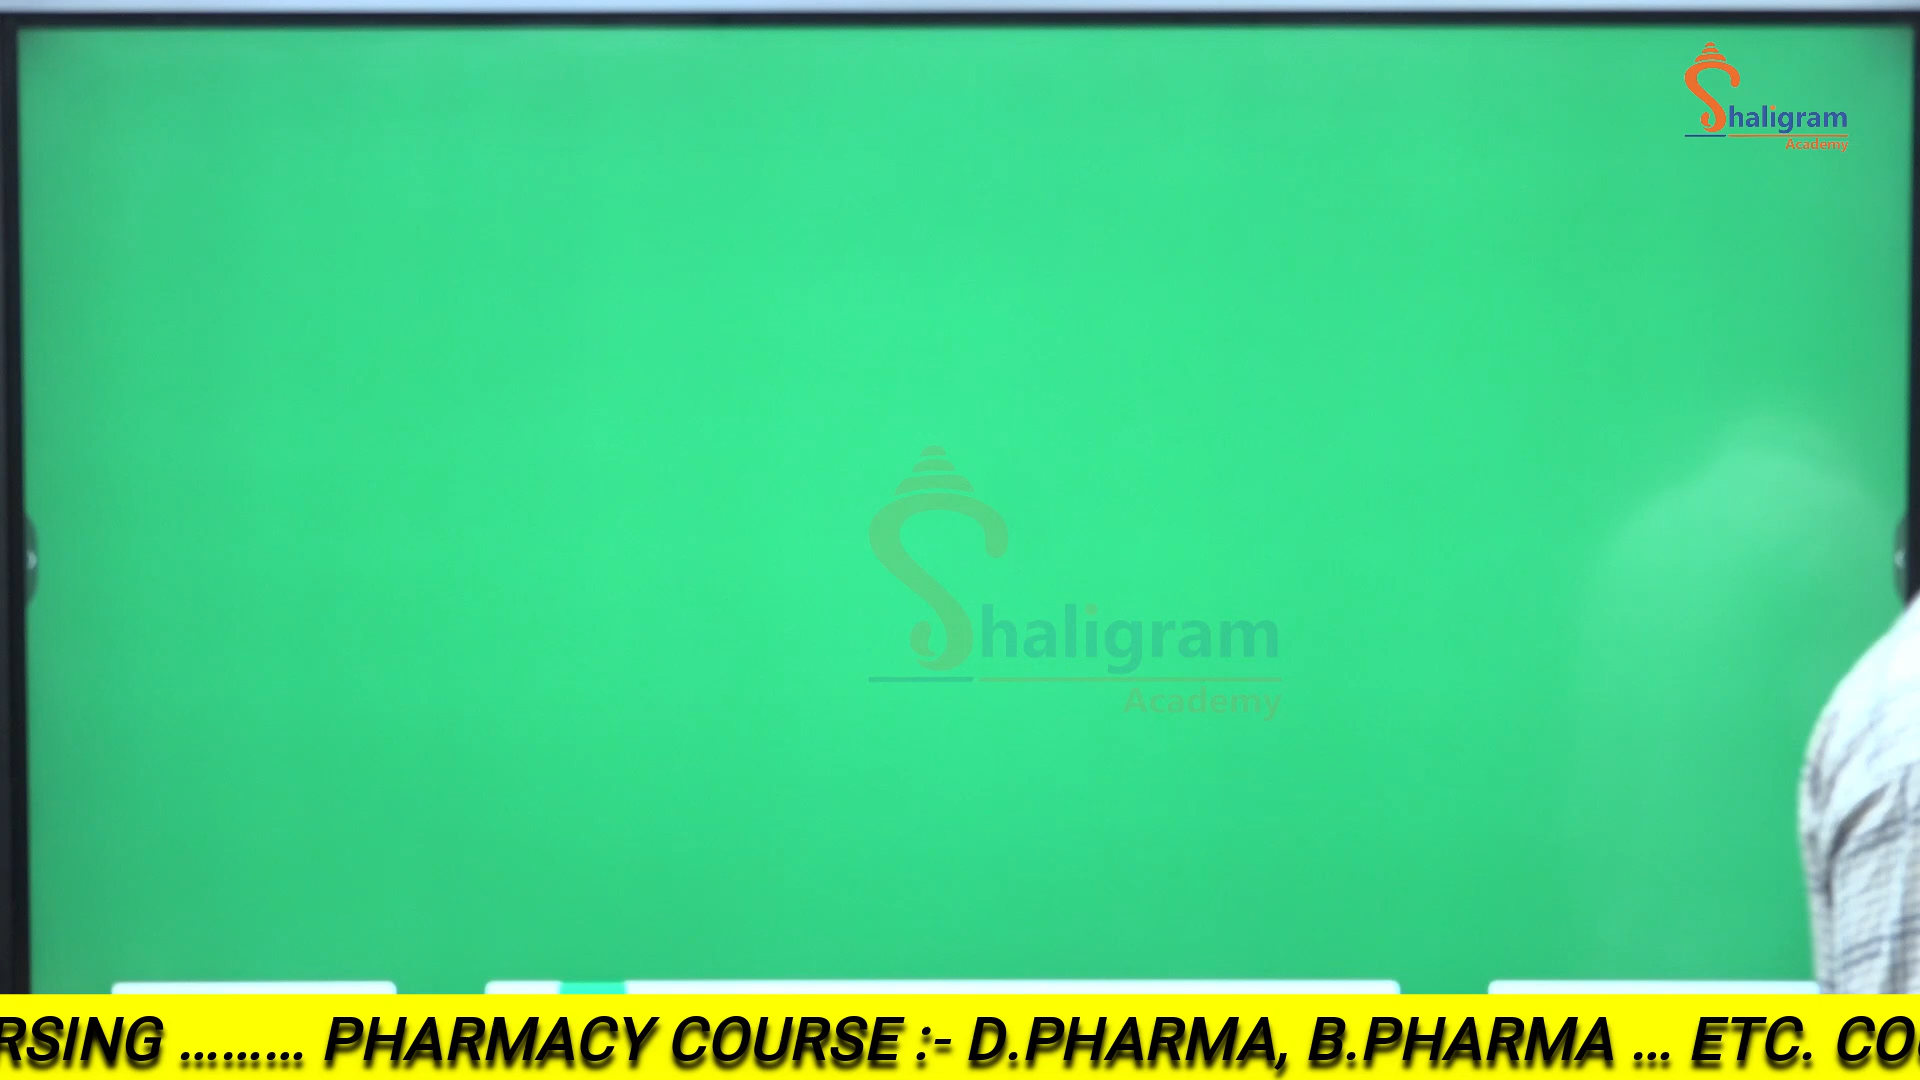 Shaligram
Academy
Shaligram
Academy
RSING ......... PHARMACY COURSE :- D.PHARMA, B.PHARMA ... ETC. CO